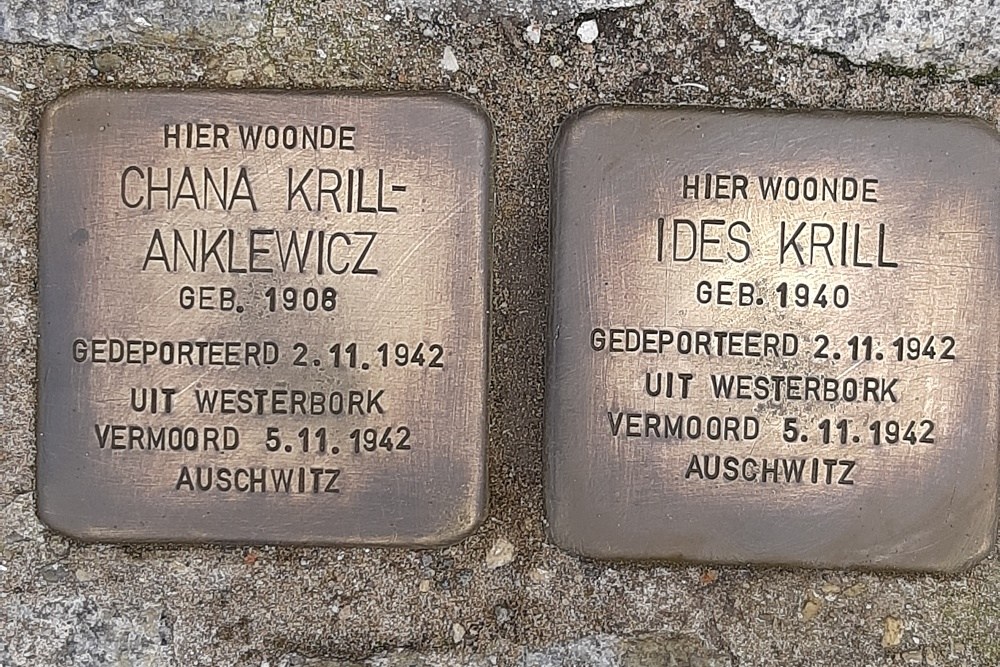 HIER WOONDE
CHANA KRILL-
ANKLEWICZ
GEB. 1908
GEDEPORTEERD 2.11.1942
UIT WESTERBORK
VERMOORD 5.11.1942
AUSCHWITZ
HIER WOONDE
IDES KRILL
GEB. 1940
GEDEPORTEERD 2.11.1942
UIT WESTERBORK
VERMOORD 5.11.1942
AUSCHWITZ